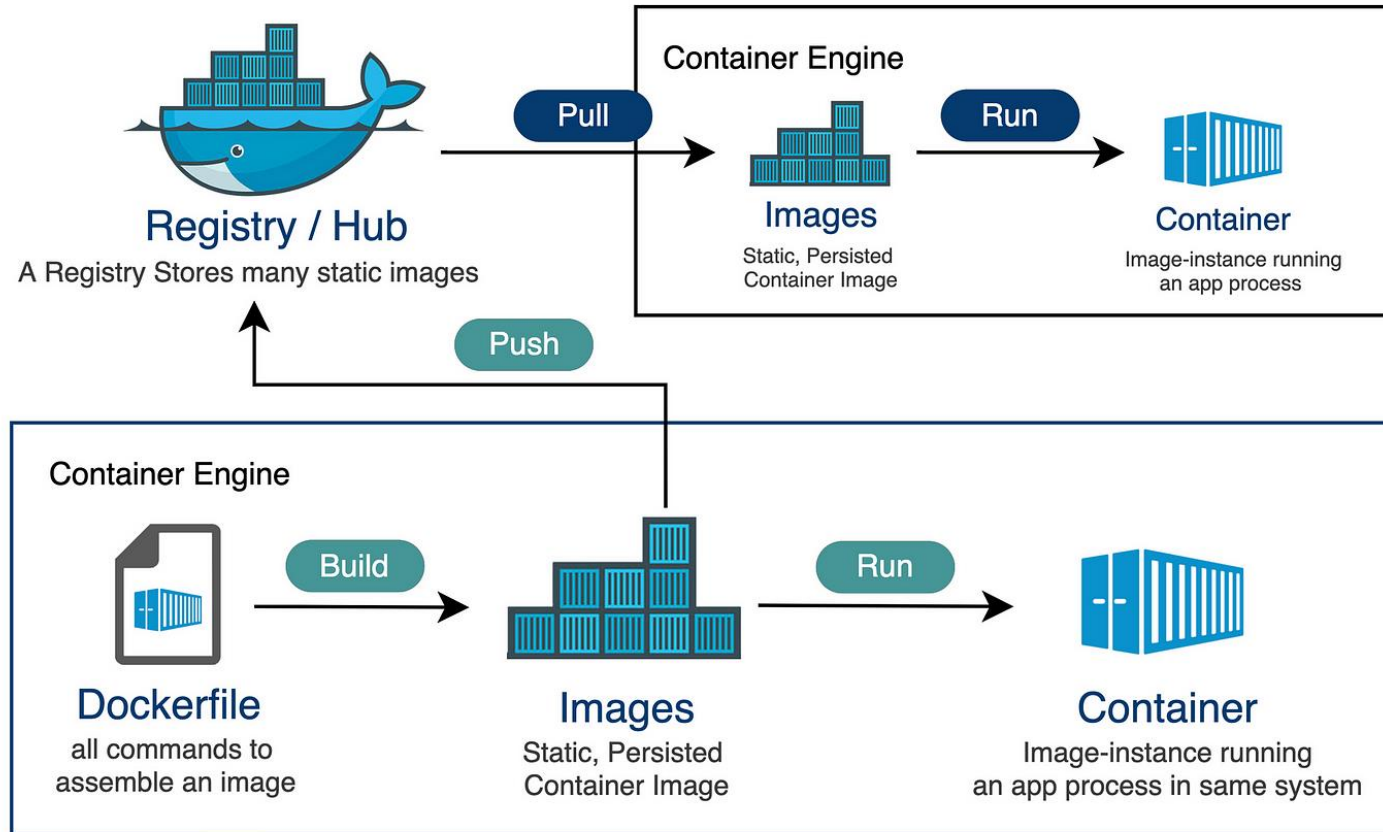 Container Engine
Pull
Run
Registry / Hub
A Registry Stores many static images
Images
Static, Persisted
Container Image
Container
Image-instance running
an app process
Push
Container Engine
Build
Run
Dockerfile
all commands to
assemble an image
Images
Static, Persisted
Container Image
Container
Image-instance running
an app process in same system